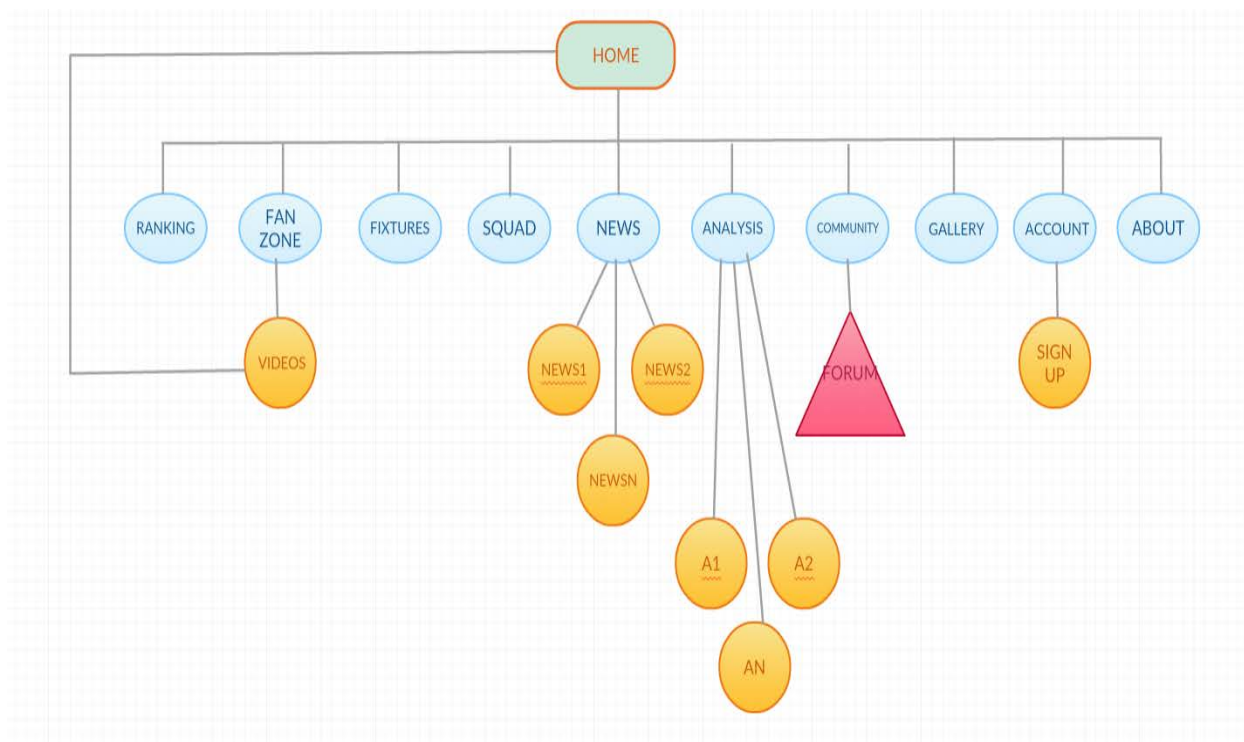 HOME
RANKING
FAN
ZONE
FIXTURES
SQUAD
NEWS
ANALYSIS
COMMUNITY
GALLERY
ACCOUNT
ABOUT
VIDEOS
NEWS1
NEWS2
FORUM
SIGN
UP
NEWSN
A1
A2
AN